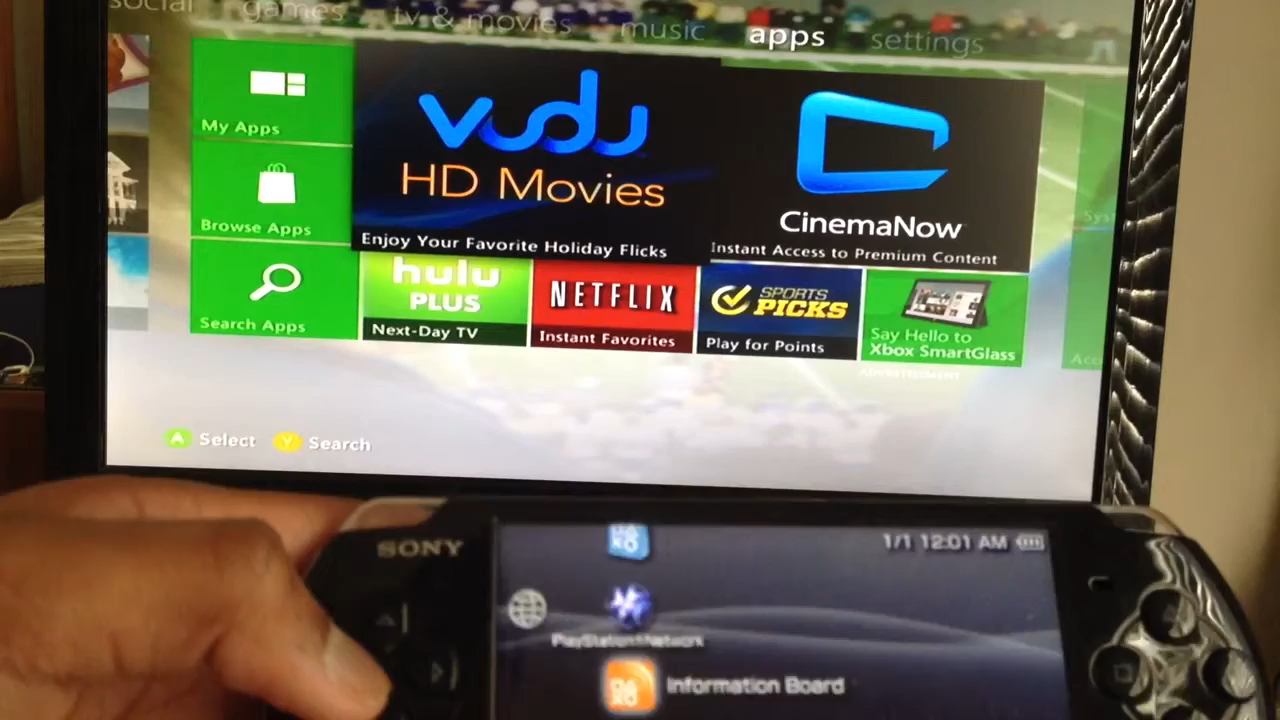 social games tv & movies music apps settings
My Apps
Browse Apps
Search Apps
vudu
HD Movies
Enjoy Your Favorite Holiday Flicks
CinemaNow
Instant Access to Premium Content
hulu
PLUS
Next-Day TV
NETFLIX
Instant Favorites
SPORTS
PICKS
Play for Points
Say Hello to
Xbox SmartGlass
ADVERTISEMENT
Syst
Acc
A Select Y Search
SONY
1/1 12:01 AM
PlayStation®Network
Information Board